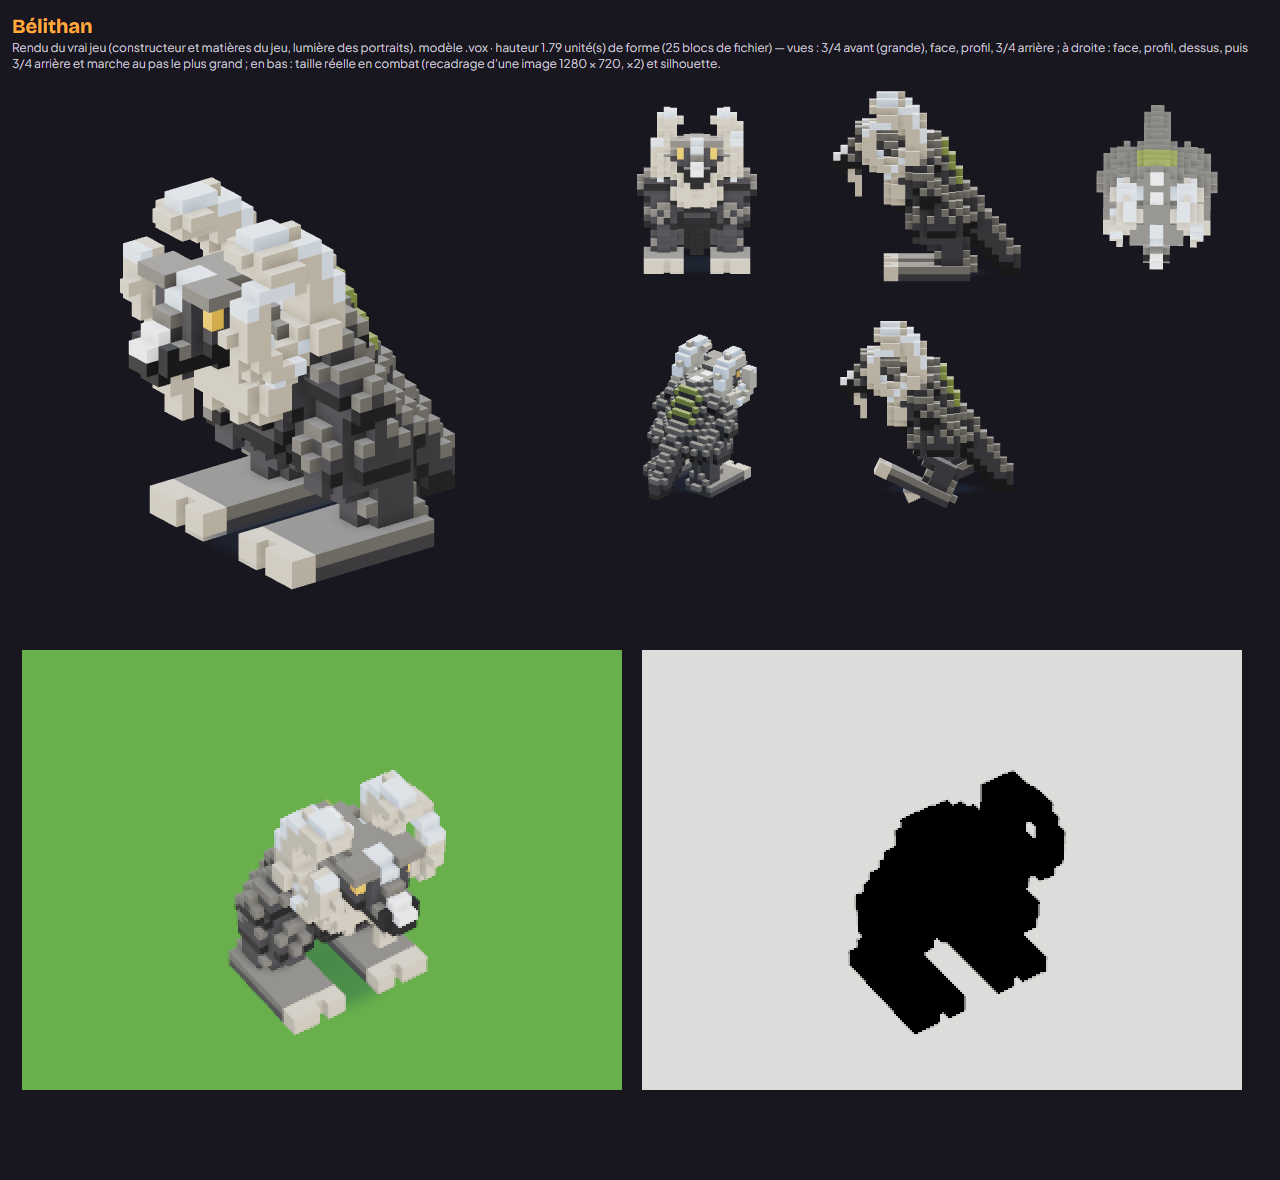 Bélithan
Rendu du vrai jeu (constructeur et matières du jeu, lumière des portraits). modèle .vox · hauteur 1.79 unité(s) de forme (25 blocs de fichier) — vues : 3/4 avant (grande), face, profil, 3/4 arrière ; à droite : face, profil, dessus, puis
3/4 arrière et marche au pas le plus grand ; en bas : taille réelle en combat (recadrage d'une image 1280 × 720, ×2) et silhouette.